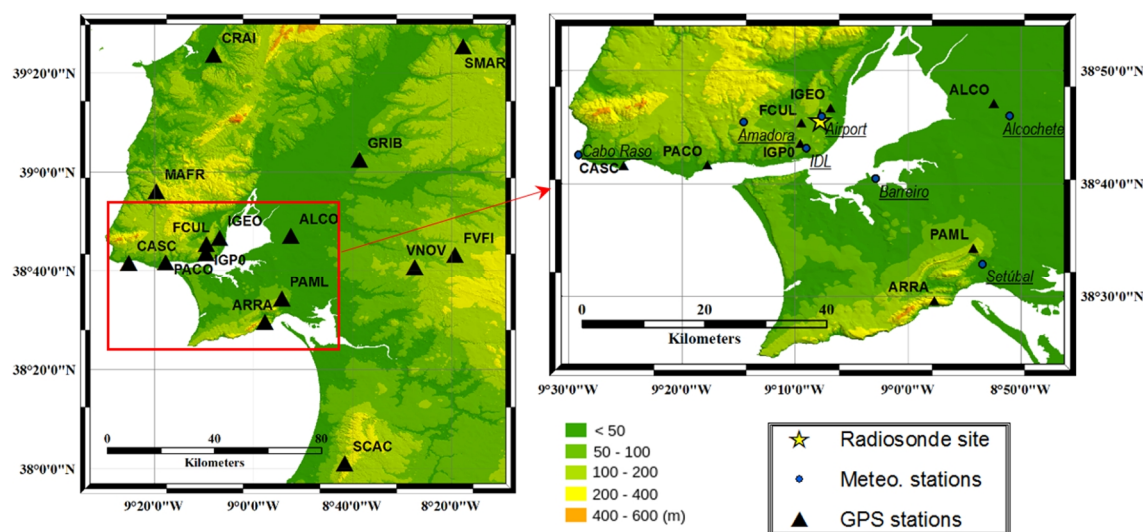 39°20'0"N
39°0'0"N
38°40'0"N
38°20'0"N
38°0'0"N
CRAI
SMAR
GRIB
MAFR
FCUL
IGEO
ALCO
CASC
PACO
IGP0
VNOV
FVFI
PAML
ARRA
SCAC
0 40 80
Kilometers
9°20'0"W 9°0'0"W 8°40'0"W 8°20'0"W
IGEO
FCUL
Airport
ALCO
Alcochete
Amadora
Cabo Raso
PACO
IGP0
IDL
CASC
Barreiro
PAML
Setúbal
ARRA
38°50'0"N
38°40'0"N
38°30'0"N
0 20 40
Kilometers
9°30'0"W 9°20'0"W 9°10'0"W 9°0'0"W 8°50'0"W
< 50
50 - 100
100 - 200
200 - 400
400 - 600 (m)
Radiosonde site
Meteo. stations
GPS stations